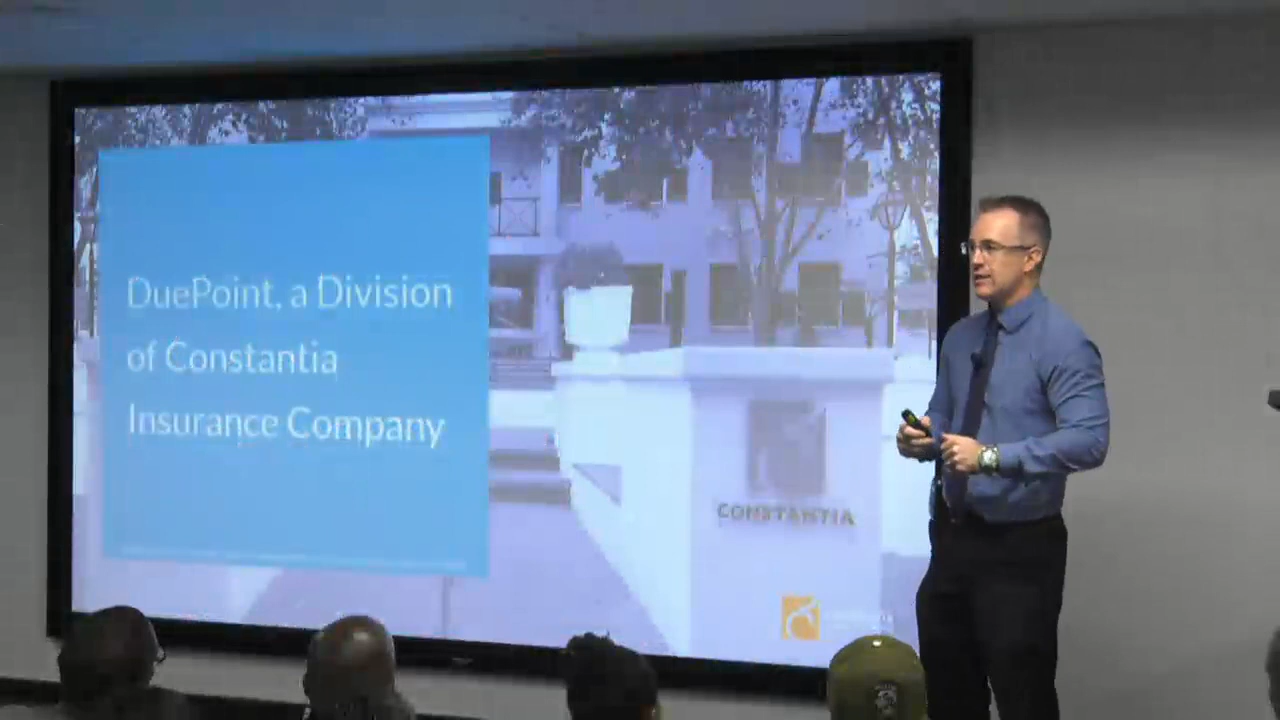 DuePoint, a Division
of Constantia
Insurance Company
CONSTANTIA